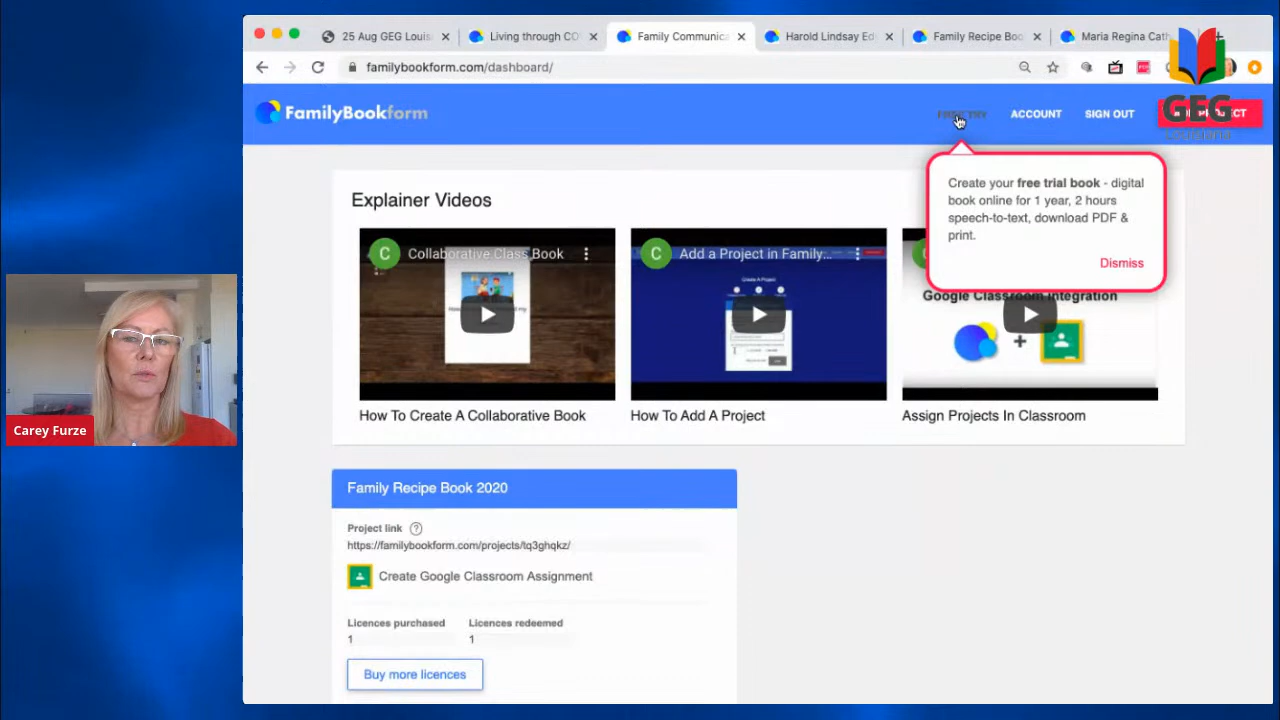 25 Aug GEG Louis
Living through CO
Family Communica
Harold Lindsay Ed
Family Recipe Boo
Maria Regina Cath
familybookform.com/dashboard/
FamilyBookform
FREE TRY
ACCOUNT
SIGN OUT
PROJECT
GEG
Create your free trial book - digital
book online for 1 year, 2 hours
speech-to-text, download PDF &
print.
Dismiss
Explainer Videos
C
Collaborative Class Book
C
Add a Project in Family...
Create A Project
Google Classroom Integration
How To Create A Collaborative Book
How To Add A Project
Assign Projects In Classroom
Carey Furze
Family Recipe Book 2020
Project link ?
https://familybookform.com/projects/tq3ghqkz/
Create Google Classroom Assignment
Licences purchased
Licences redeemed
1
1
Buy more licences